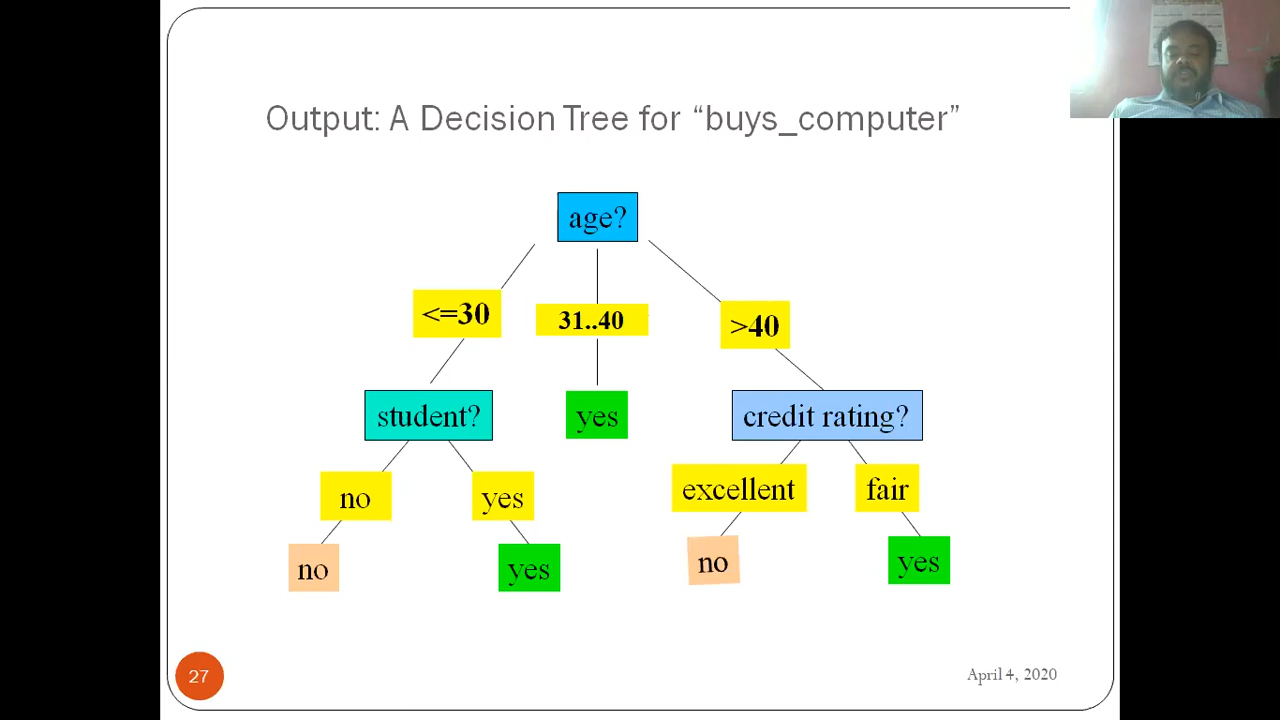 Output: A Decision Tree for “buys_computer”
age?
<=30
31..40
>40
student?
yes
credit rating?
no
yes
excellent
fair
no
yes
no
yes
27
April 4, 2020